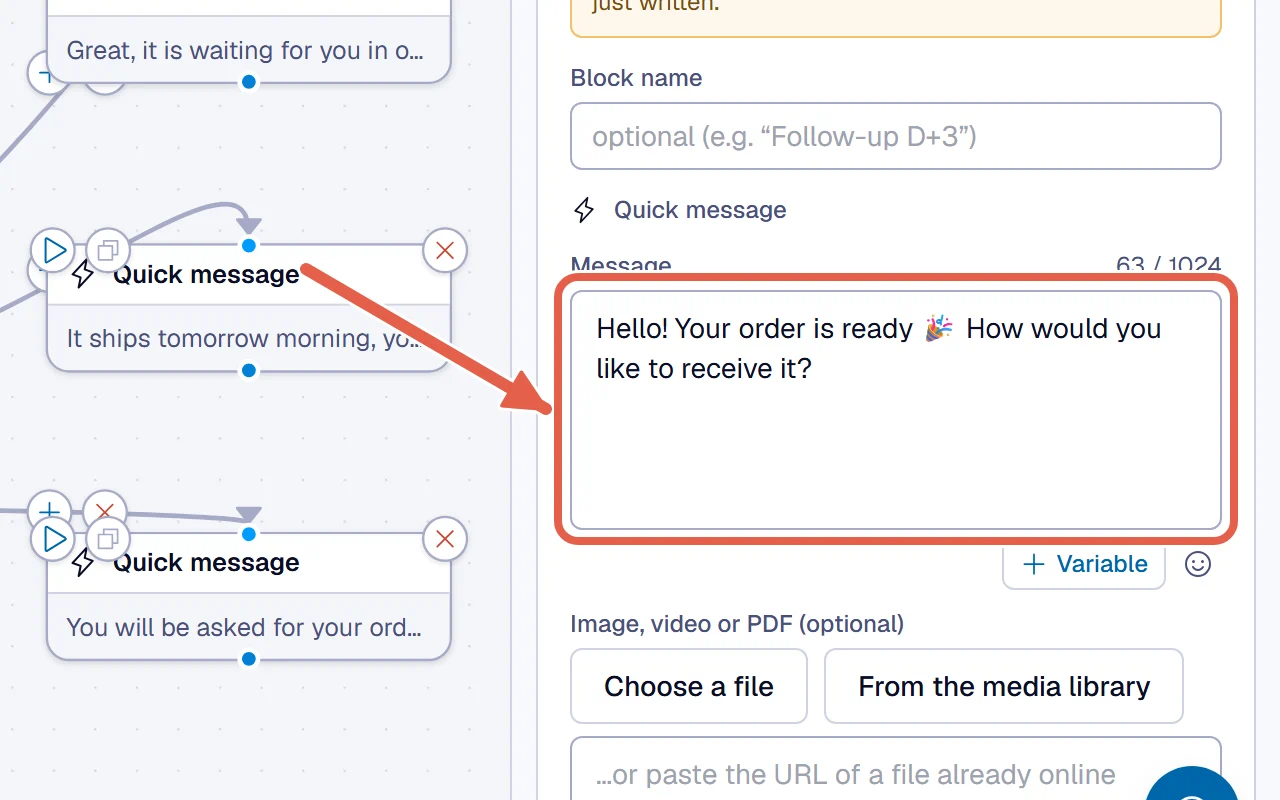 Great, it is waiting for you in o...
Quick message
It ships tomorrow morning, yo...
Quick message
You will be asked for your ord...
just written.
Block name
optional (e.g. “Follow-up D+3”)
Quick message
Message
63 / 1024
Hello! Your order is ready 🎉 How would you
like to receive it?
Variable
Image, video or PDF (optional)
Choose a file
From the media library
...or paste the URL of a file already online